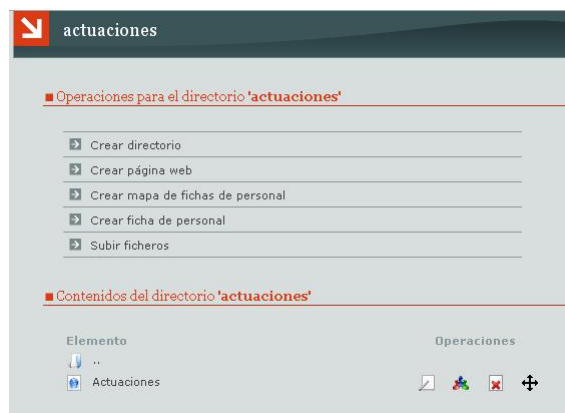 actuaciones
Operaciones para el directorio 'actuaciones'
Crear directorio
Crear página web
Crear mapa de fichas de personal
Crear ficha de personal
Subir ficheros
Contenidos del directorio 'actuaciones'
Elemento Operaciones
..
Actuaciones